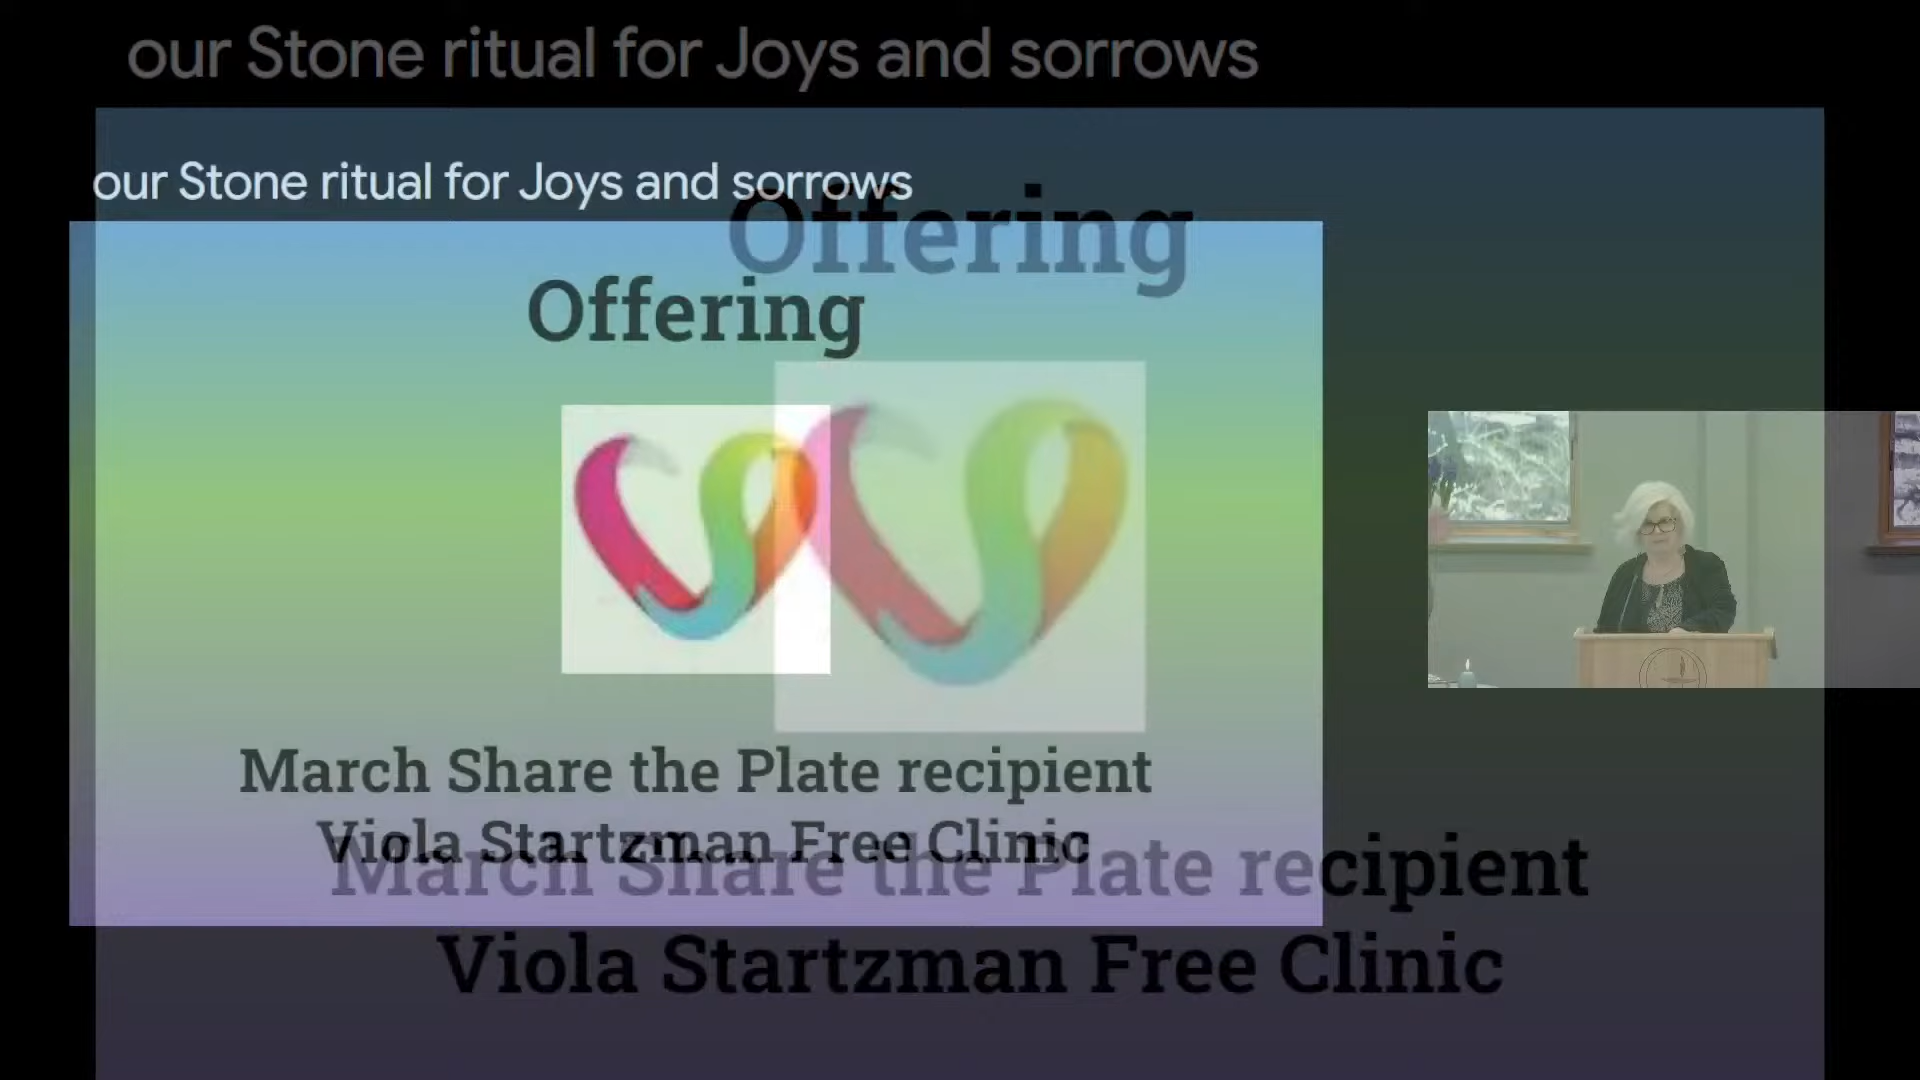 our Stone ritual for Joys and sorrows
our Stone ritual for Joys and sorrows
Offering
Offering
March Share the Plate recipient
Viola Startzman Free Clinic
March Share the Plate recipient
Viola Startzman Free Clinic